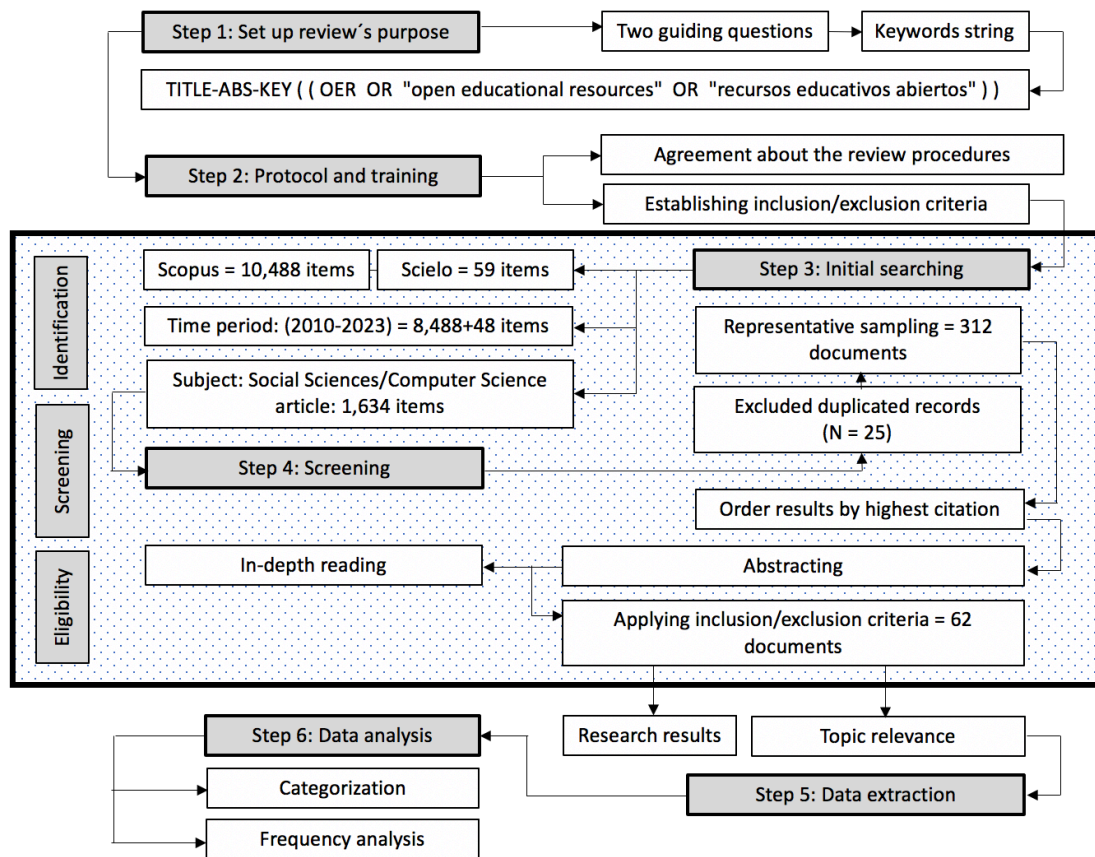 Step 1: Set up review´s purpose
Two guiding questions
Keywords string
TITLE-ABS-KEY ( ( OER OR "open educational resources" OR "recursos educativos abiertos" ) )
Step 2: Protocol and training
Agreement about the review procedures
Establishing inclusion/exclusion criteria
Identification
Scopus = 10,488 items
Scielo = 59 items
Step 3: Initial searching
Time period: (2010-2023) = 8,488+48 items
Representative sampling = 312
documents
Subject: Social Sciences/Computer Science
article: 1,634 items
Excluded duplicated records
(N = 25)
Screening
Step 4: Screening
Order results by highest citation
Eligibility
In-depth reading
Abstracting
Applying inclusion/exclusion criteria = 62
documents
Research results
Topic relevance
Step 6: Data analysis
Step 5: Data extraction
Categorization
Frequency analysis